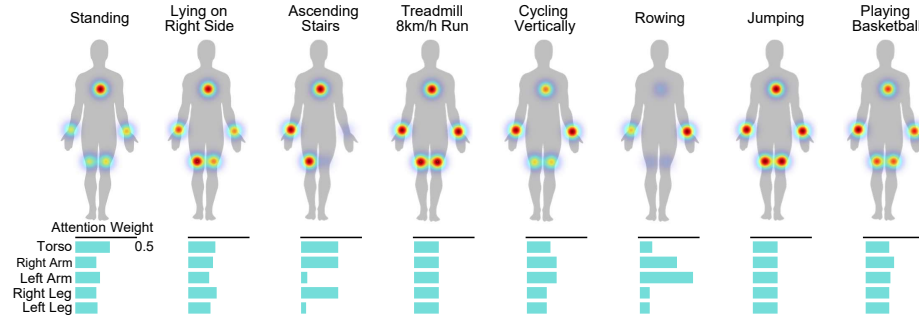 Standing
Lying on
Right Side
Ascending
Stairs
Treadmill
8km/h Run
Cycling
Vertically
Rowing
Jumping
Playing
Basketball
Attention Weight
0.5
Torso
Right Arm
Left Arm
Right Leg
Left Leg